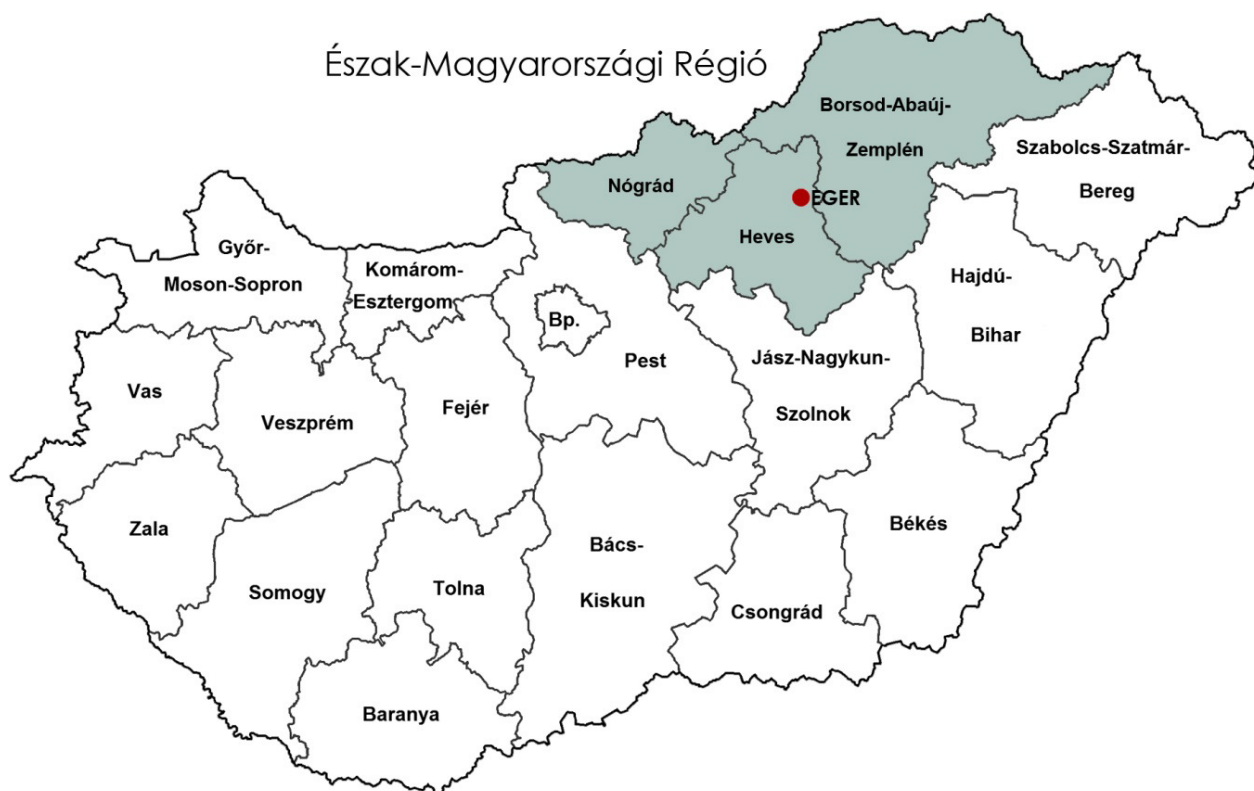 Észak-Magyarországi Régió
Borsod-Abaúj-
Zemplén
Szabolcs-Szatmár-
Bereg
Nógrád
EGER
Heves
Győr-
Moson-Sopron
Komárom-
Esztergom
Hajdú-
Bihar
Bp.
Pest
Jász-Nagykun-
Szolnok
Vas
Veszprém
Fejér
Zala
Somogy
Tolna
Bács-
Kiskun
Békés
Csongrád
Baranya